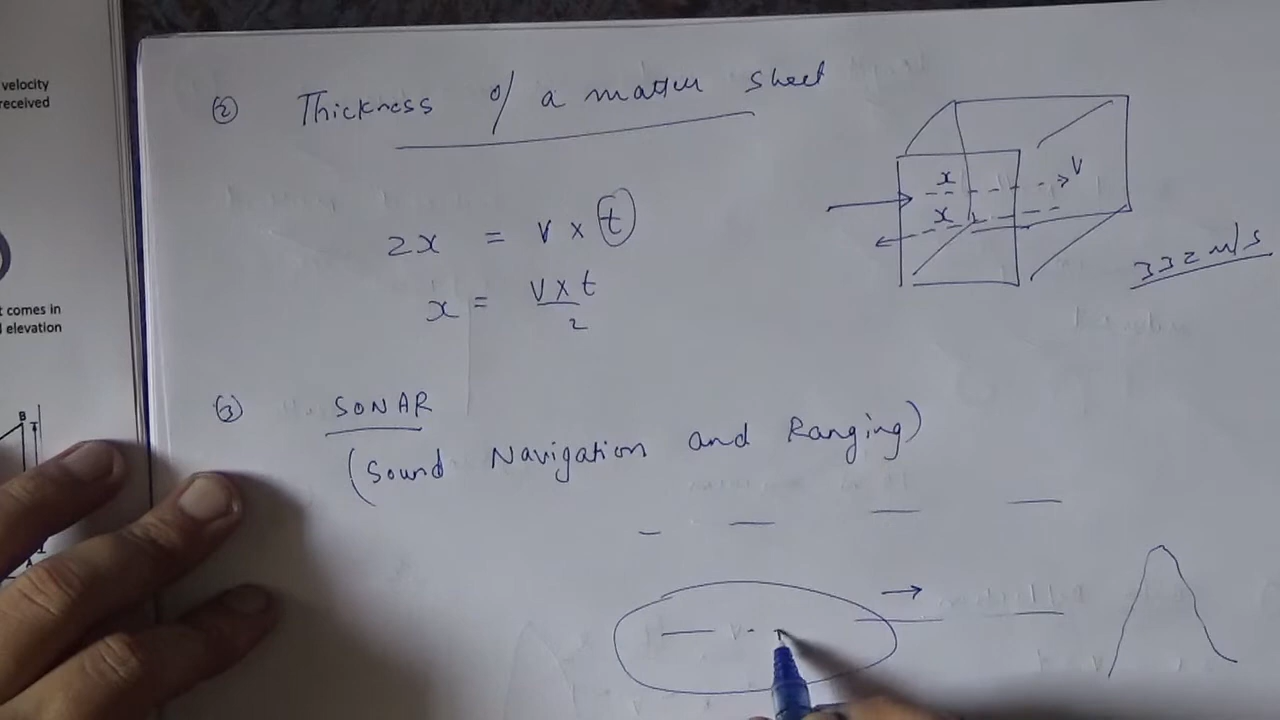 velocity
received
t comes in
elevation
B
② Thickness of a matter sheet
2x = v × t
x = v × t
2
x
v
x
332 m/s
③ SONAR
(Sound Navigation and Ranging)